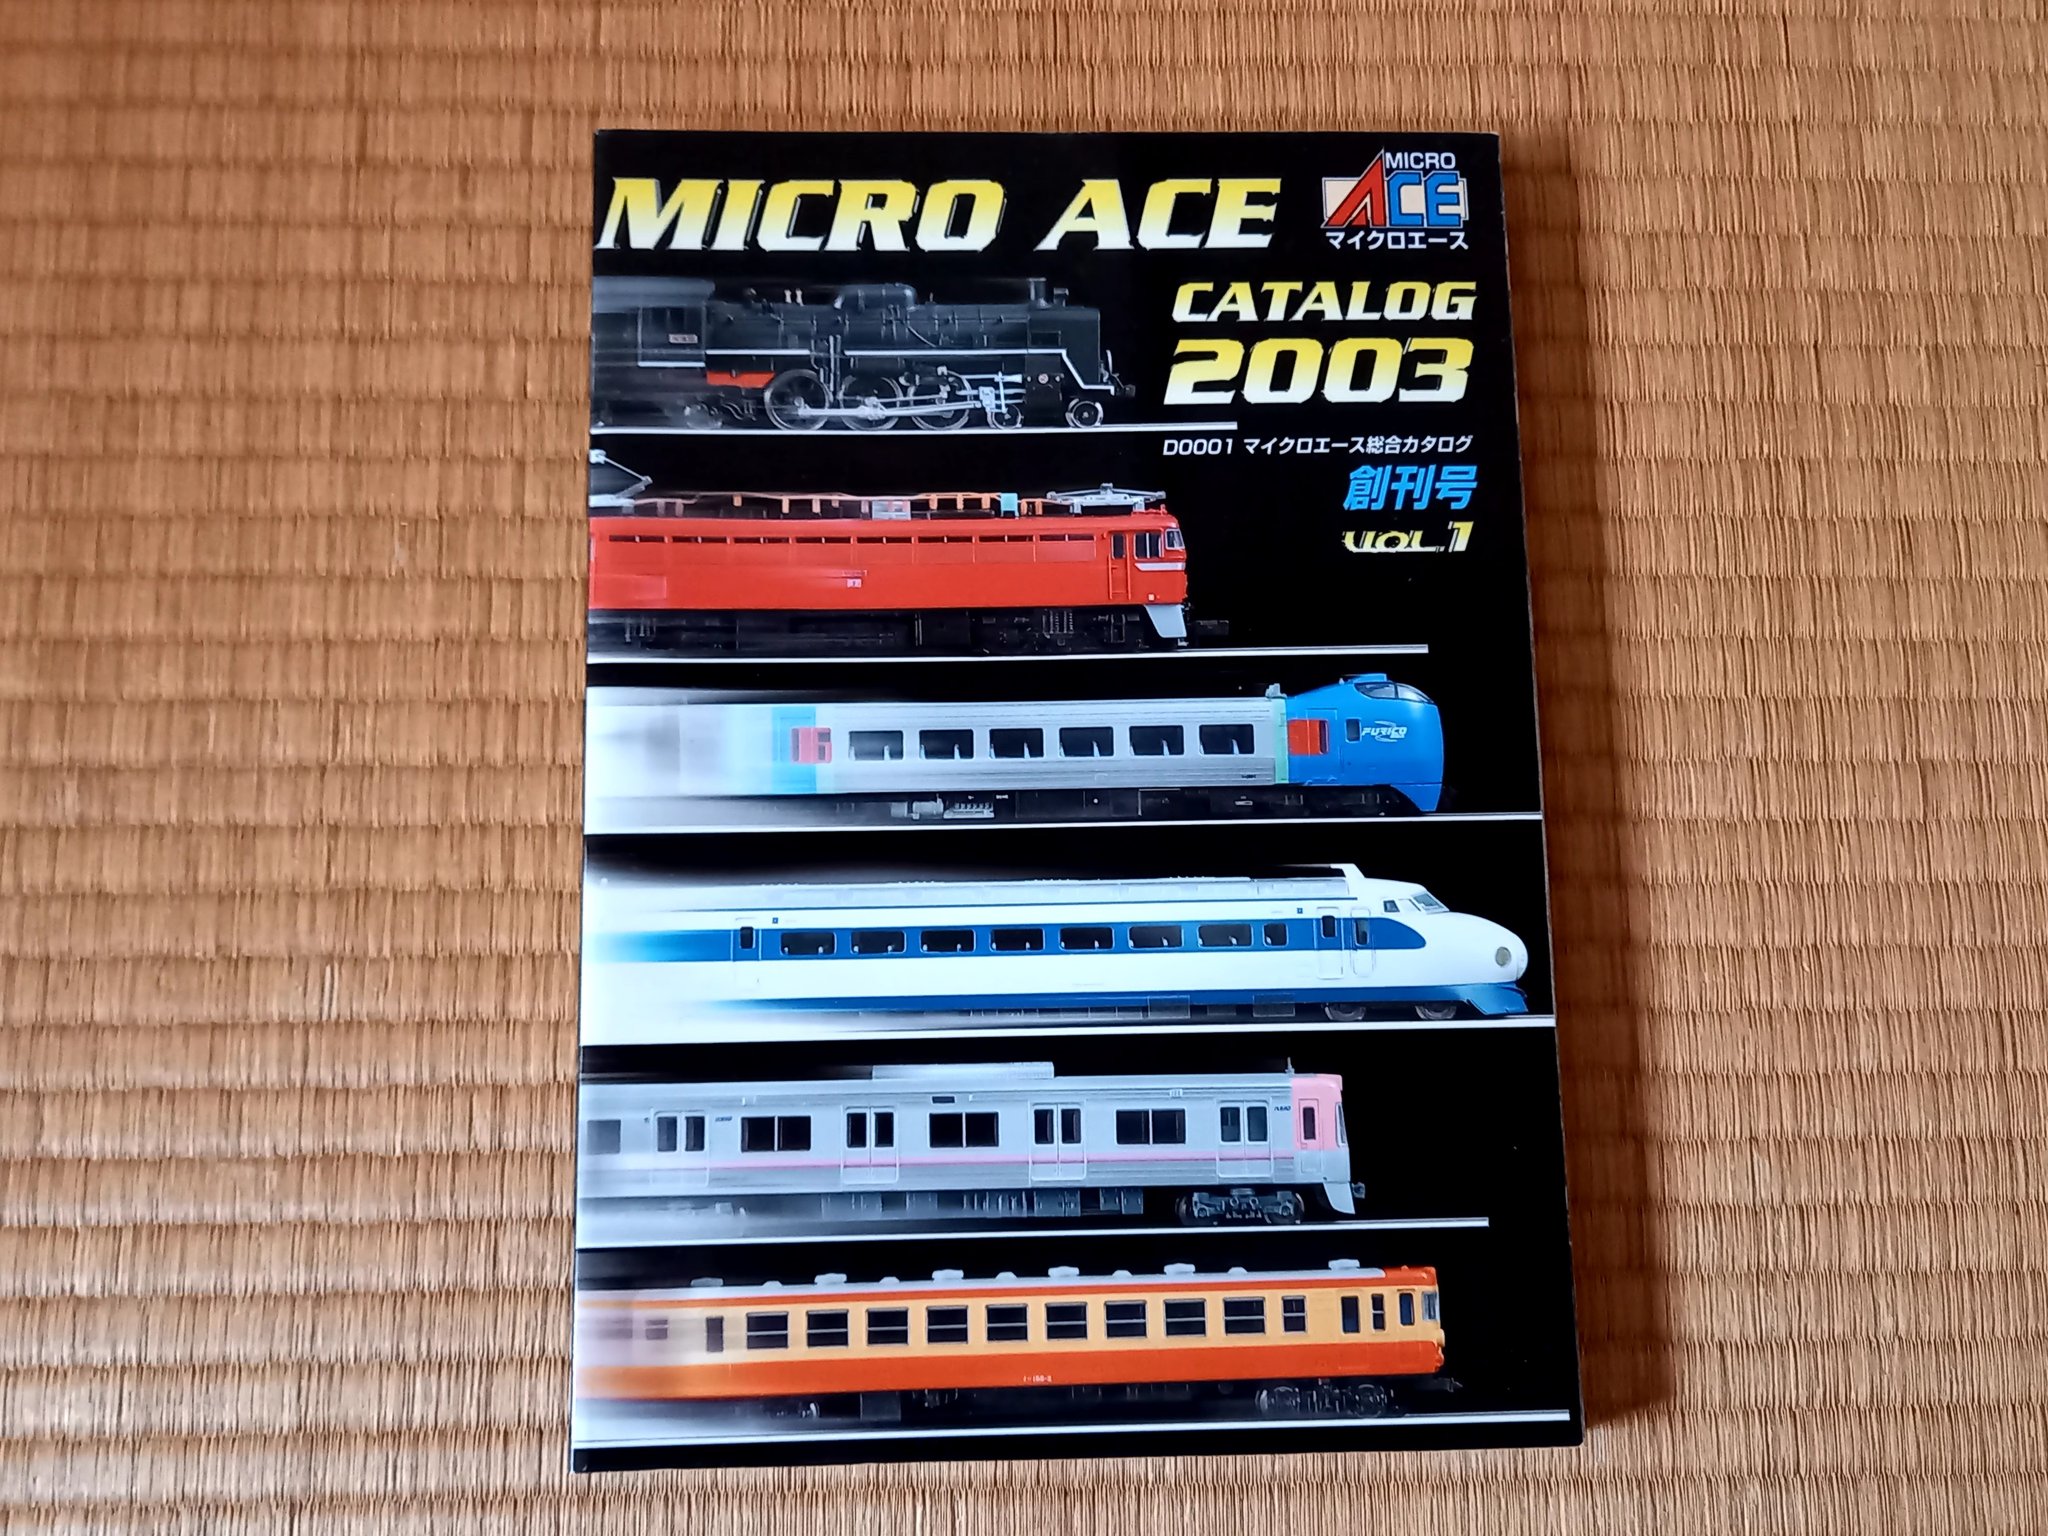 MICRO ACE
MICRO
ACE
マイクロエース
CATALOG
2003
D0001 マイクロエース総合カタログ
創刊号
VOL.1
FURICO